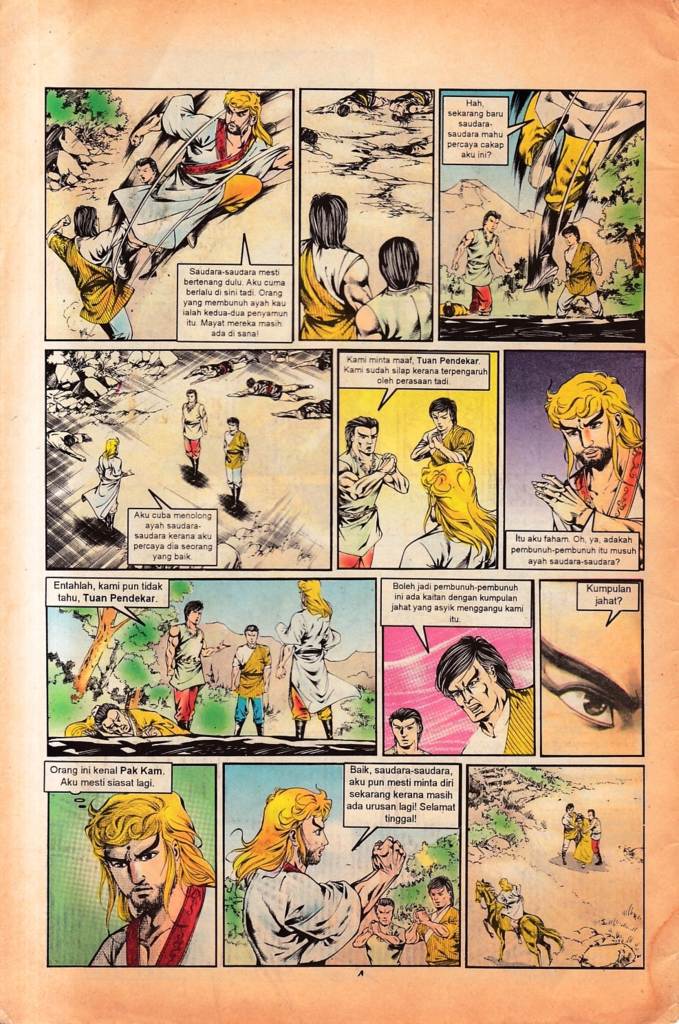 Saudara-saudara mesti
bertenang dulu. Aku cuma
berlalu di sini tadi. Orang
yang membunuh ayah kau
ialah kedua-dua penyamun
itu. Mayat mereka masih
ada di sana!
Hah,
sekarang baru
saudara-
saudara mahu
percaya cakap
aku ini?
Aku cuba menolong
ayah saudara-
saudara kerana aku
percaya dia seorang
yang baik.
Kami minta maaf, Tuan Pendekar.
Kami sudah silap kerana terpengaruh
oleh perasaan tadi.
Itu aku faham. Oh, ya, adakah
pembunuh-pembunuh itu musuh
ayah saudara-saudara?
Entahlah, kami pun tidak
tahu, Tuan Pendekar.
Boleh jadi pembunuh-pembunuh
ini ada kaitan dengan kumpulan
jahat yang asyik menggangu kami
itu.
Kumpulan
jahat?
Orang ini kenal Pak Kam.
Aku mesti siasat lagi.
Baik, saudara-saudara,
aku pun mesti minta diri
sekarang kerana masih
ada urusan lagi! Selamat
tinggal!